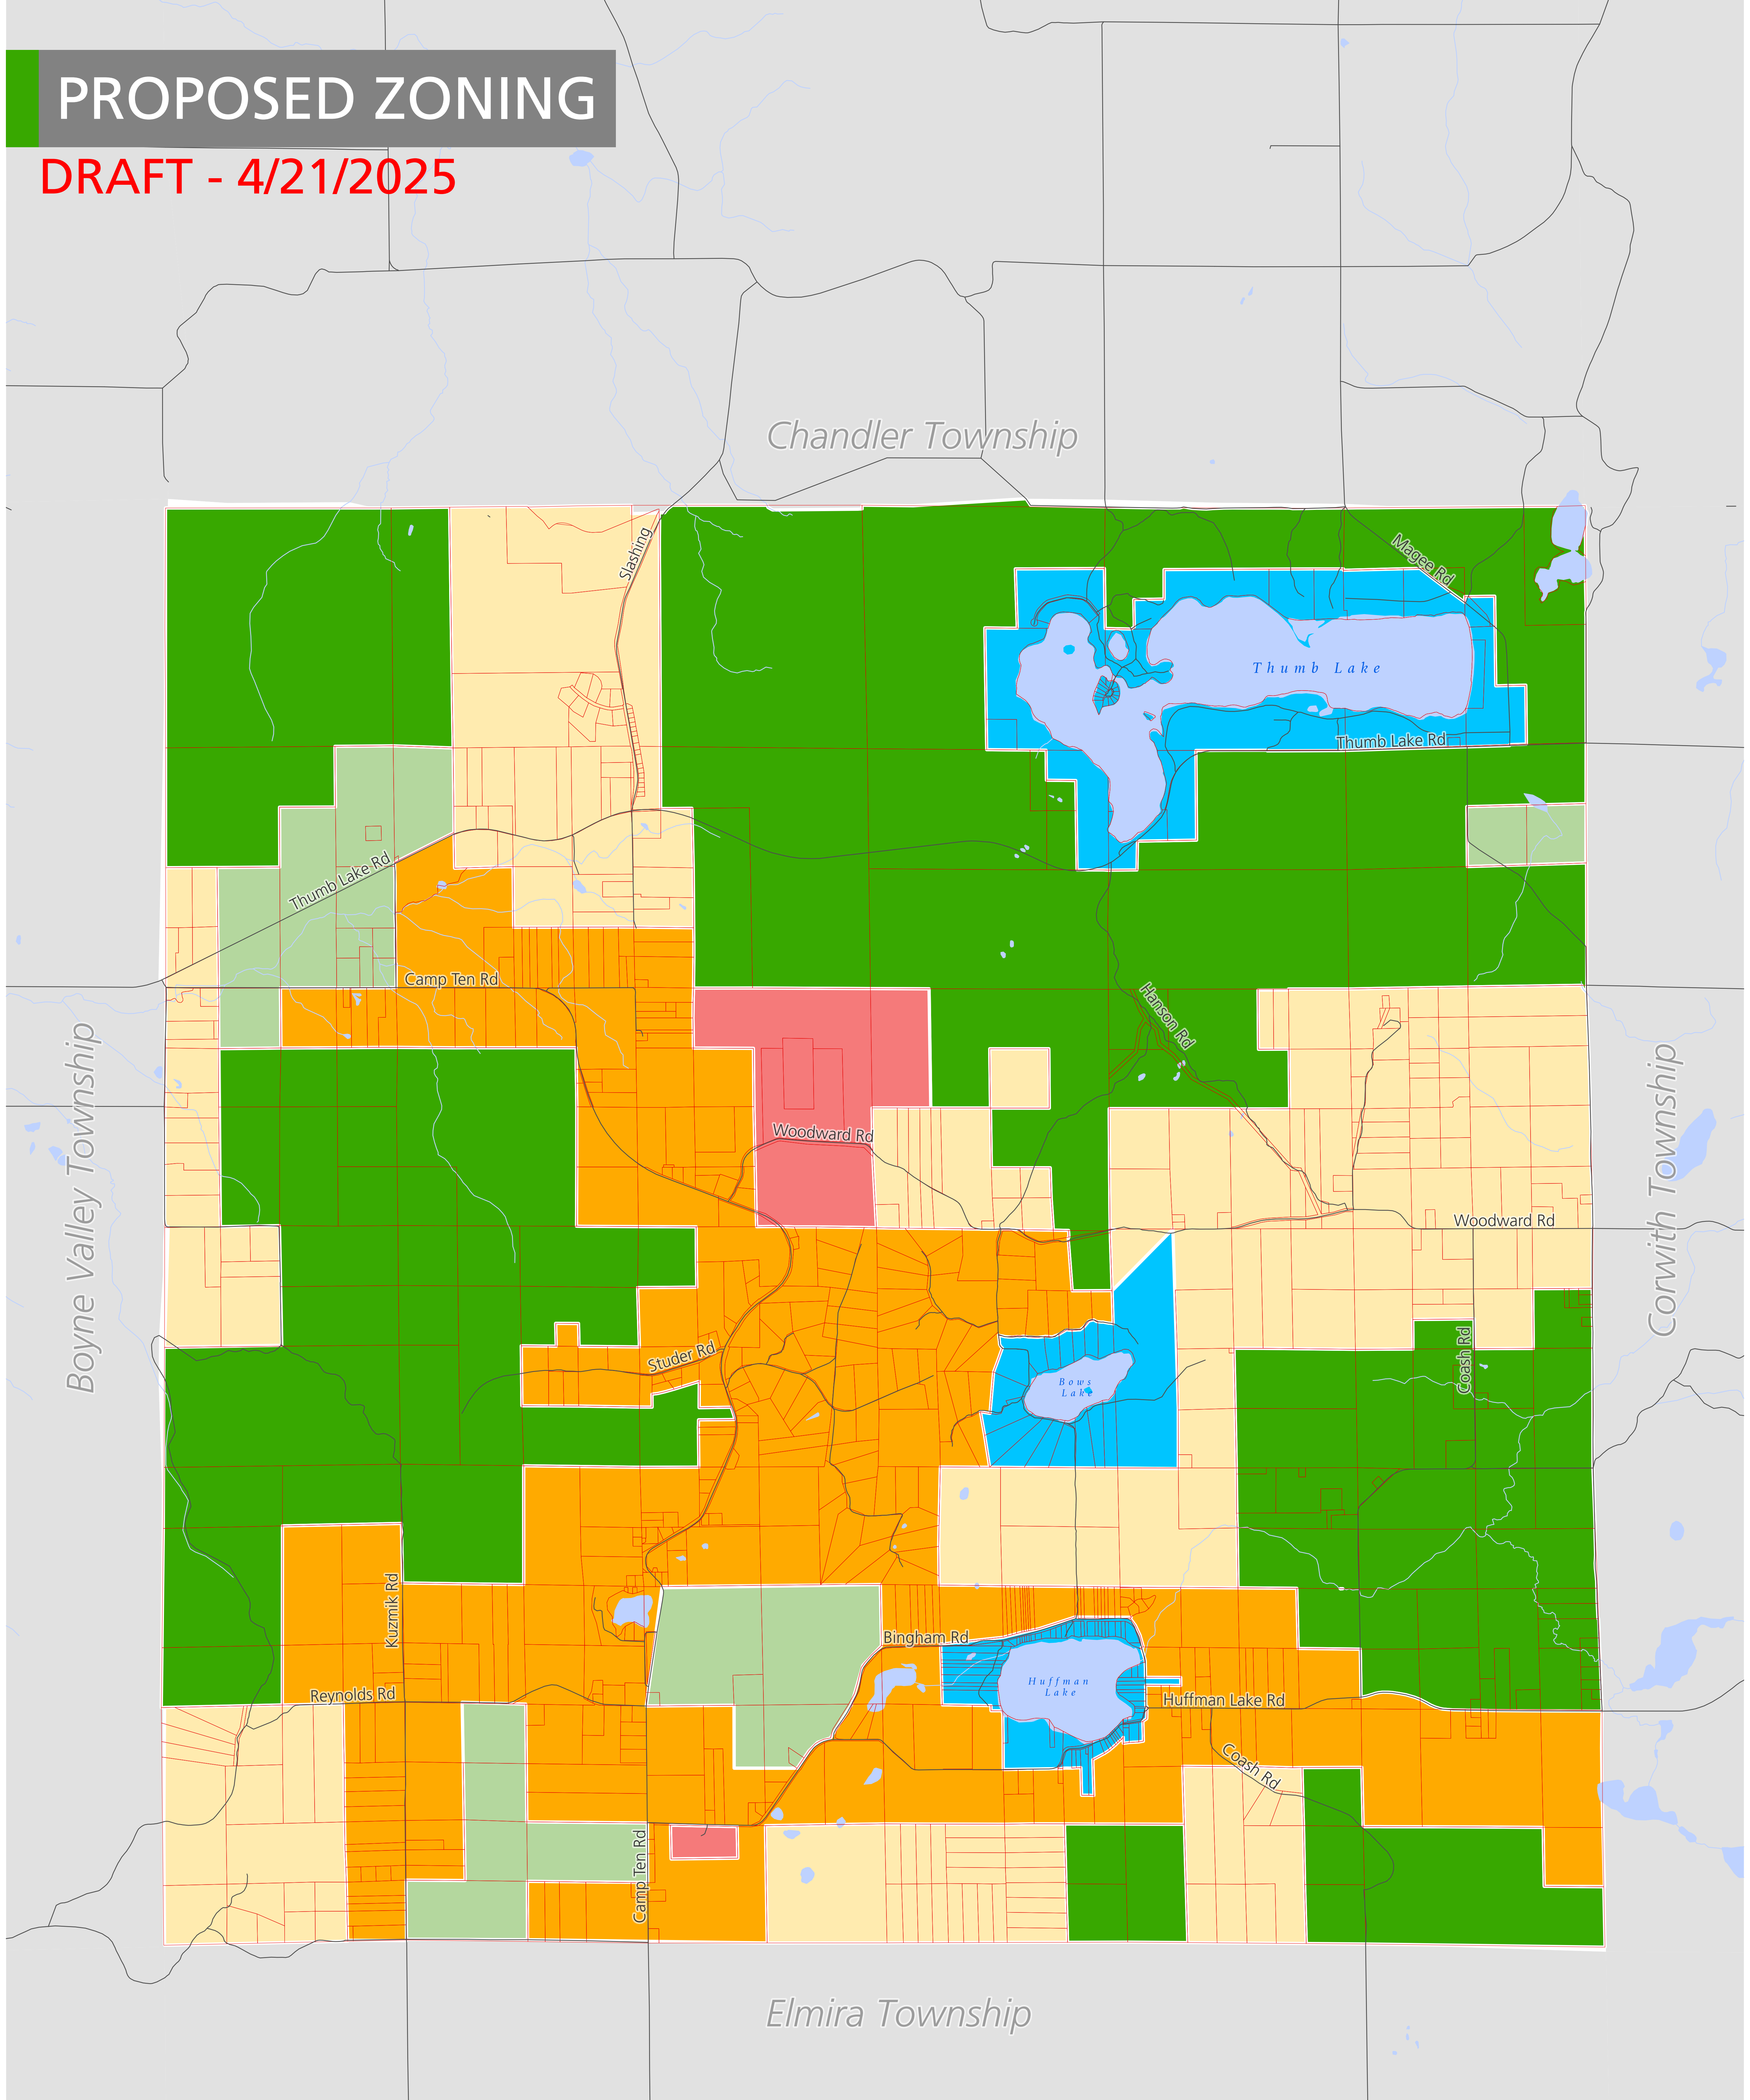 PROPOSED ZONING
DRAFT - 4/21/2025
Chandler Township
Slashing
Magee Rd
Thumb Lake
Thumb Lake Rd
Thumb Lake Rd
Camp Ten Rd
Hanson Rd
Boyne Valley Township
Corwith Township
Woodward Rd
Woodward Rd
Studer Rd
Coash Rd
Bows
Lake
Kuzmik Rd
Bingham Rd
Huffman
Lake
Reynolds Rd
Huffman Lake Rd
Coash Rd
Camp Ten Rd
Elmira Township